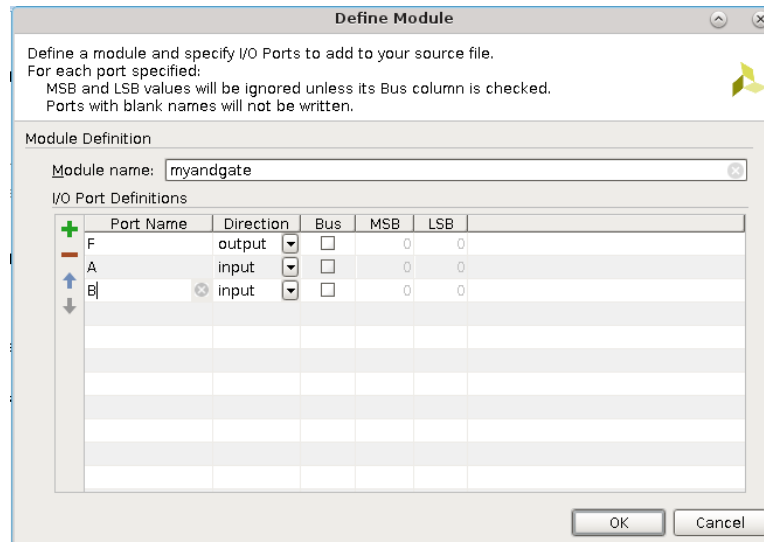 Define Module
Define a module and specify I/O Ports to add to your source file.
For each port specified:
MSB and LSB values will be ignored unless its Bus column is checked.
Ports with blank names will not be written.
Module Definition
Module name: myandgate
I/O Port Definitions
Port Name Direction Bus MSB LSB
F output 0 0
A input 0 0
B input 0 0
OK Cancel